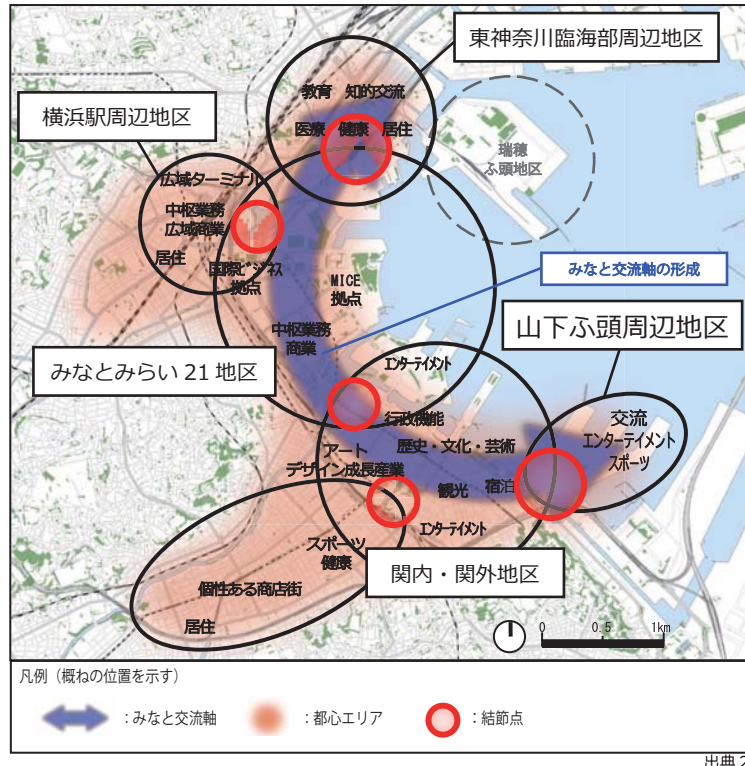 東神奈川臨海部周辺地区
教育 知的交流
医療 健康 居住
瑞穂
ふ頭地区
横浜駅周辺地区
広域ターミナル
中枢業務
広域商業
居住
国際ビジネス
拠点
MICE
拠点
みなと交流軸の形成
中枢業務
商業
山下ふ頭周辺地区
みなとみらい 21 地区
エンターテイメント
行政機能
交流
エンターテイメント
スポーツ
歴史・文化・芸術
アート
デザイン成長産業
観光
宿泊
エンターテイメント
スポーツ
健康
関内・関外地区
個性ある商店街
居住
0 0.5 1km
凡例（概ねの位置を示す）
：みなと交流軸
：都心エリア
：結節点
出典 2